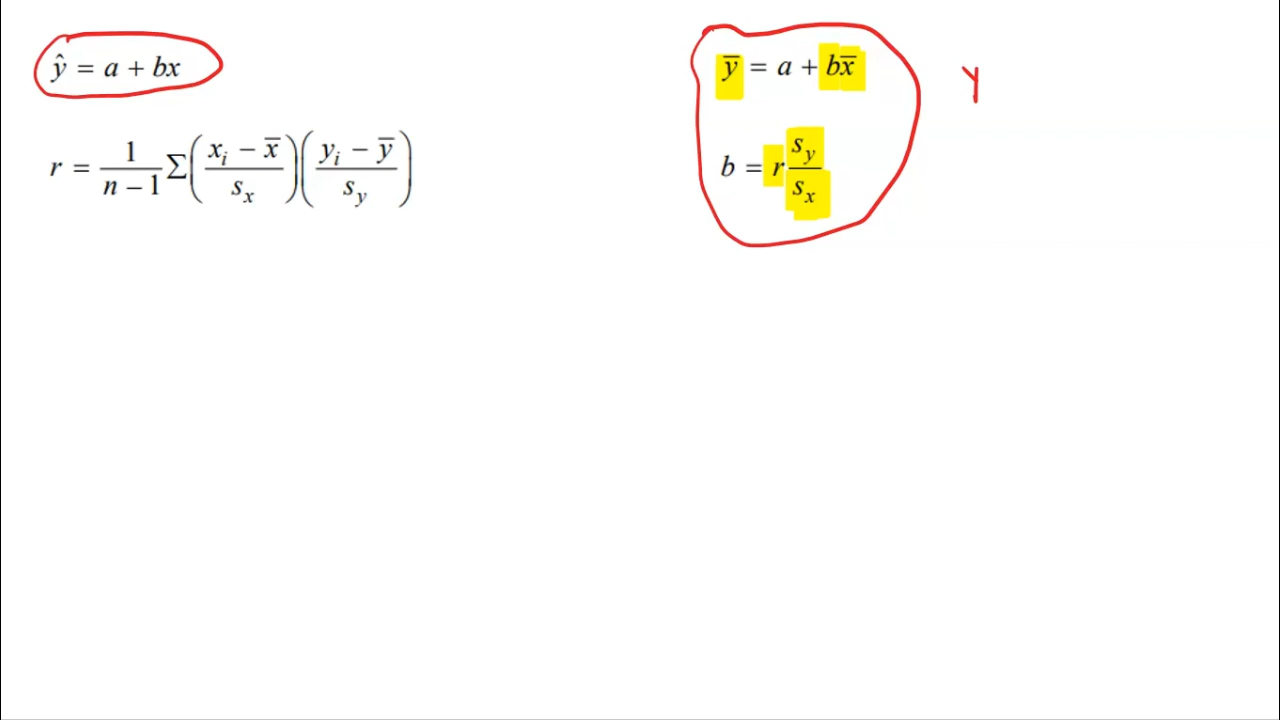 ŷ = a + bx
r = 1/(n − 1) Σ((xᵢ − x̄)/sₓ)((yᵢ − ȳ)/s_y)
ȳ = a + bx̄
b = r s_y/sₓ
Y